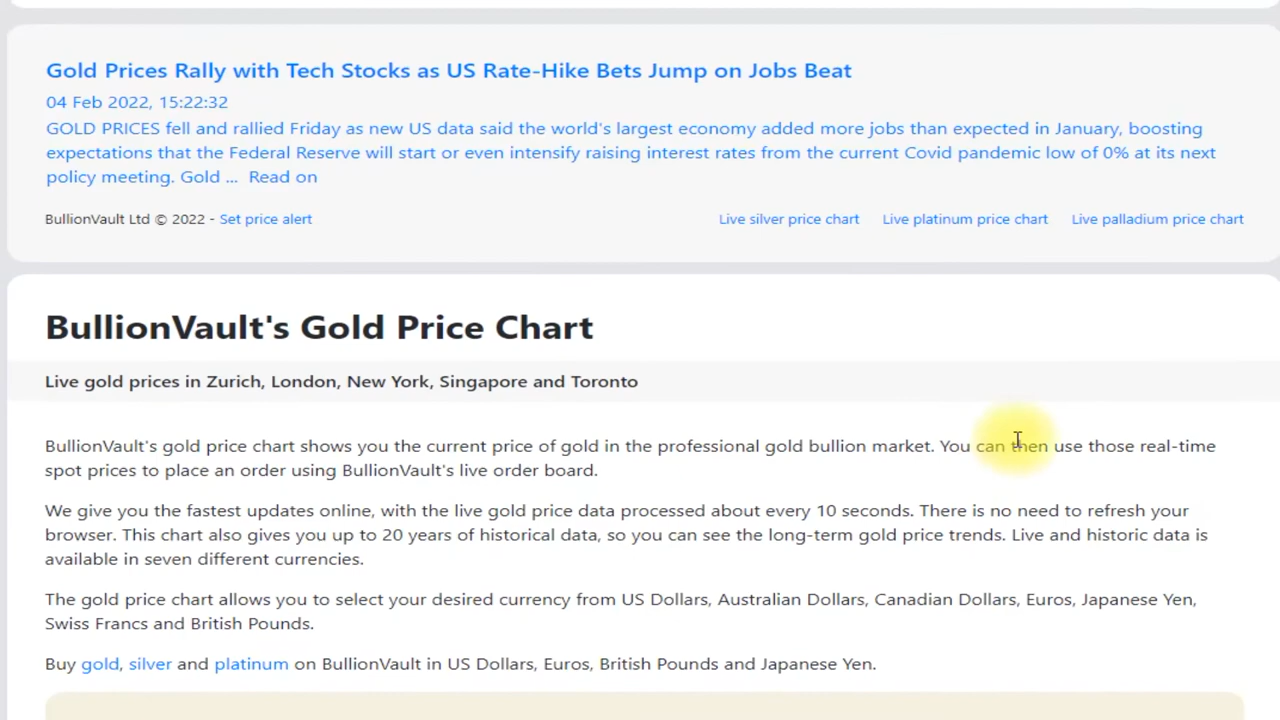 Gold Prices Rally with Tech Stocks as US Rate-Hike Bets Jump on Jobs Beat
04 Feb 2022, 15:22:32
GOLD PRICES fell and rallied Friday as new US data said the world's largest economy added more jobs than expected in January, boosting
expectations that the Federal Reserve will start or even intensify raising interest rates from the current Covid pandemic low of 0% at its next
policy meeting. Gold ... Read on
BullionVault Ltd © 2022 - Set price alert Live silver price chart Live platinum price chart Live palladium price chart
BullionVault's Gold Price Chart
Live gold prices in Zurich, London, New York, Singapore and Toronto
BullionVault's gold price chart shows you the current price of gold in the professional gold bullion market. You can then use those real-time
spot prices to place an order using BullionVault's live order board.
We give you the fastest updates online, with the live gold price data processed about every 10 seconds. There is no need to refresh your
browser. This chart also gives you up to 20 years of historical data, so you can see the long-term gold price trends. Live and historic data is
available in seven different currencies.
The gold price chart allows you to select your desired currency from US Dollars, Australian Dollars, Canadian Dollars, Euros, Japanese Yen,
Swiss Francs and British Pounds.
Buy gold, silver and platinum on BullionVault in US Dollars, Euros, British Pounds and Japanese Yen.